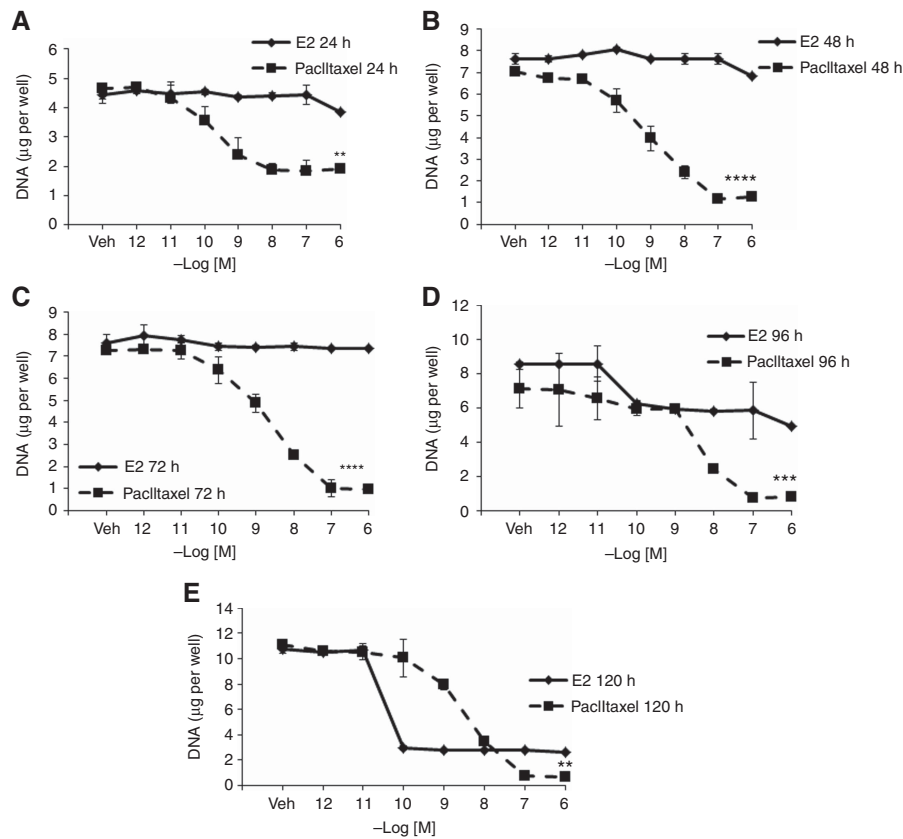 A
E2 24 h
Paclltaxel 24 h
DNA (μg per well)
6
5
4
3
2
1
0
**
Veh 12 11 10 9 8 7 6
–Log [M]
B
E2 48 h
Paclltaxel 48 h
DNA (μg per well)
9
8
7
6
5
4
3
2
1
0
****
Veh 12 11 10 9 8 7 6
–Log [M]
C
DNA (μg per well)
9
8
7
6
5
4
3
2
1
0
****
E2 72 h
Paclltaxel 72 h
Veh 12 11 10 9 8 7 6
–Log [M]
D
E2 96 h
Paclltaxel 96 h
DNA (μg per well)
12
10
8
6
4
2
0
***
Veh 12 11 10 9 8 7 6
–Log [M]
E
DNA (μg per well)
14
12
10
8
6
4
2
0
E2 120 h
Paclltaxel 120 h
**
Veh 12 11 10 9 8 7 6
–Log [M]